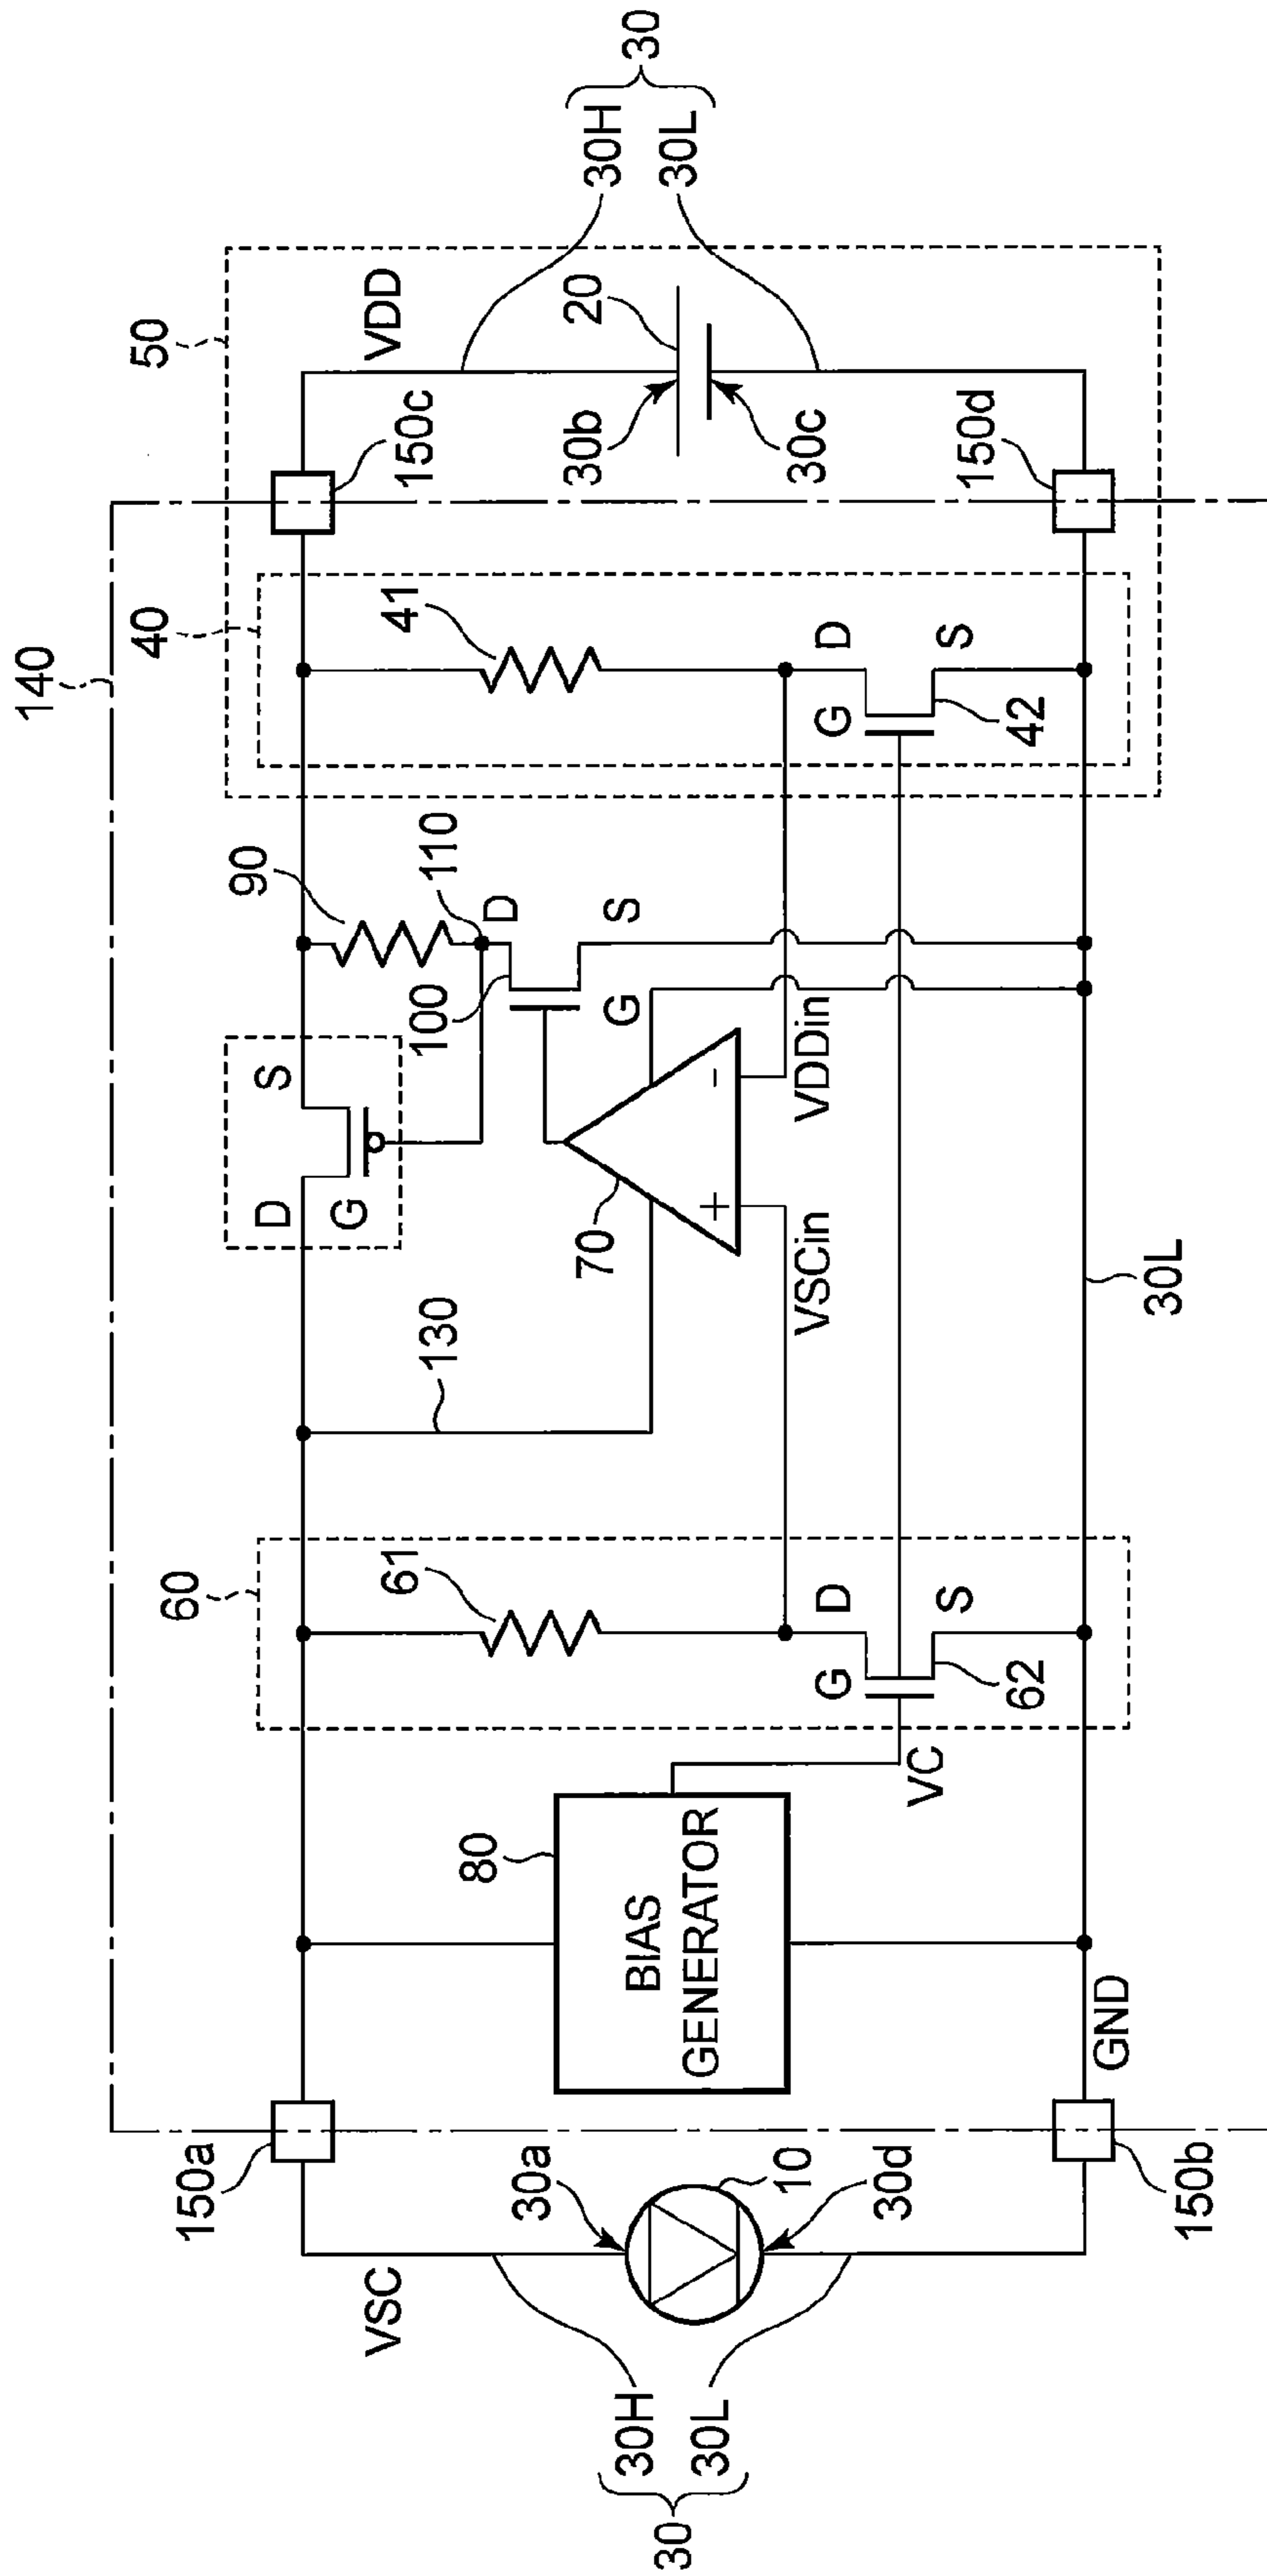 140
50
40
60
150a
VSC
30a
10
30d
150b
30H
30L
30
80
BIAS
GENERATOR
VC
GND
61
G
D
S
62
130
D
S
G
70
+
-
VSCin
VDDin
30L
90
110
100
D
G
S
41
G
D
S
42
150c
VDD
30b
20
30c
150d
30H
30L
30